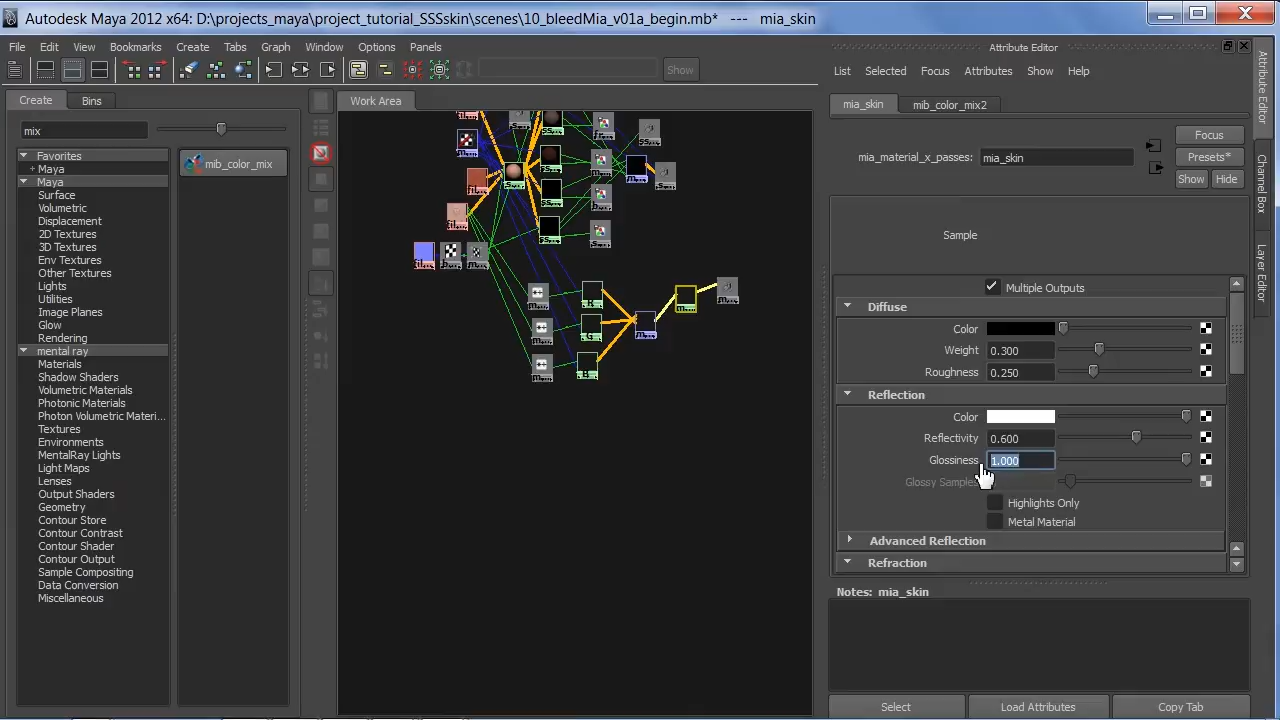 Autodesk Maya 2012 x64: D:\projects_maya\project_tutorial_SSSskin\scenes\10_bleedMia_v01a_begin.mb* --- mia_skin
File Edit View Bookmarks Create Tabs Graph Window Options Panels
Show
Create Bins
mix
Favorites
+ Maya
Maya
Surface
Volumetric
Displacement
2D Textures
3D Textures
Env Textures
Other Textures
Lights
Utilities
Image Planes
Glow
Rendering
mental ray
Materials
Shadow Shaders
Volumetric Materials
Photonic Materials
Photon Volumetric Materi...
Textures
Environments
MentalRay Lights
Light Maps
Lenses
Output Shaders
Geometry
Contour Store
Contour Contrast
Contour Shader
Contour Output
Sample Compositing
Data Conversion
Miscellaneous
mib_color_mix
Work Area
Attribute Editor
List Selected Focus Attributes Show Help
mia_skin mib_color_mix2
mia_material_x_passes: mia_skin
Focus
Presets*
Show Hide
Sample
Multiple Outputs
Diffuse
Color
Weight 0.300
Roughness 0.250
Reflection
Color
Reflectivity 0.600
Glossiness 1.000
Glossy Samples
Highlights Only
Metal Material
Advanced Reflection
Refraction
Notes: mia_skin
Select Load Attributes Copy Tab
Attribute Editor
Channel Box
Layer Editor